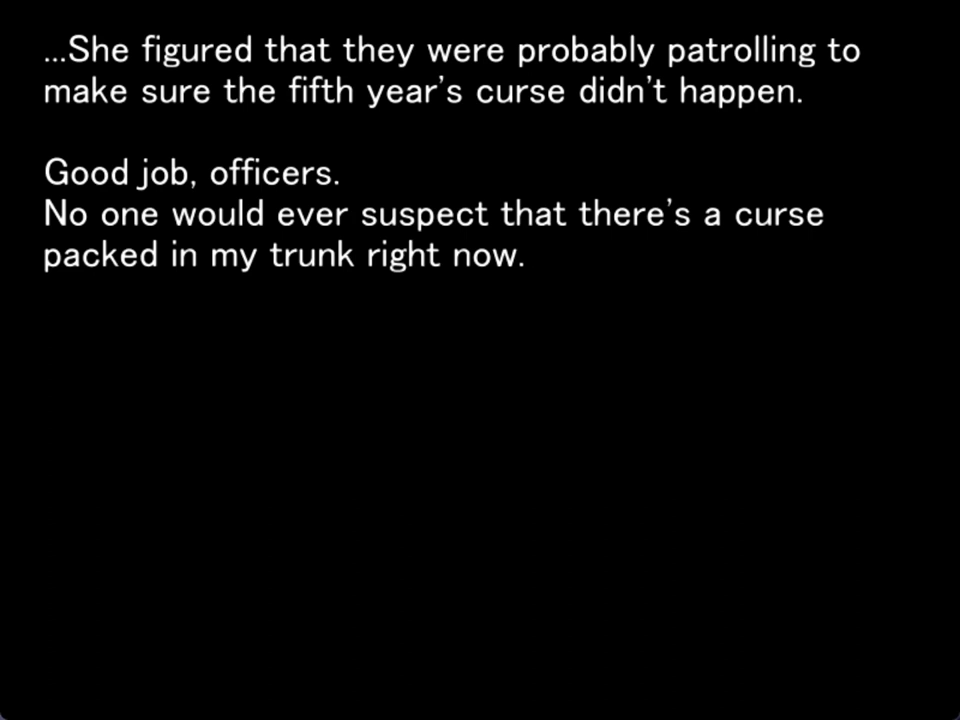 ...She figured that they were probably patrolling to
make sure the fifth year's curse didn't happen.
Good job, officers.
No one would ever suspect that there's a curse
packed in my trunk right now.